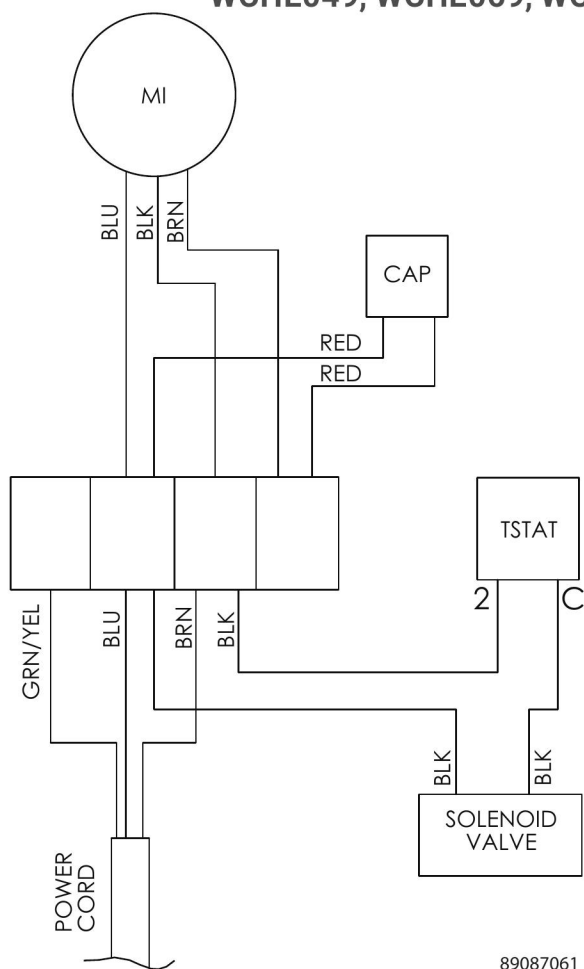 MI
BLU
BLK
BRN
CAP
RED
RED
TSTAT
2
C
GRN/YEL
BLU
BRN
BLK
BLK
BLK
SOLENOID
VALVE
POWER
CORD
89087061